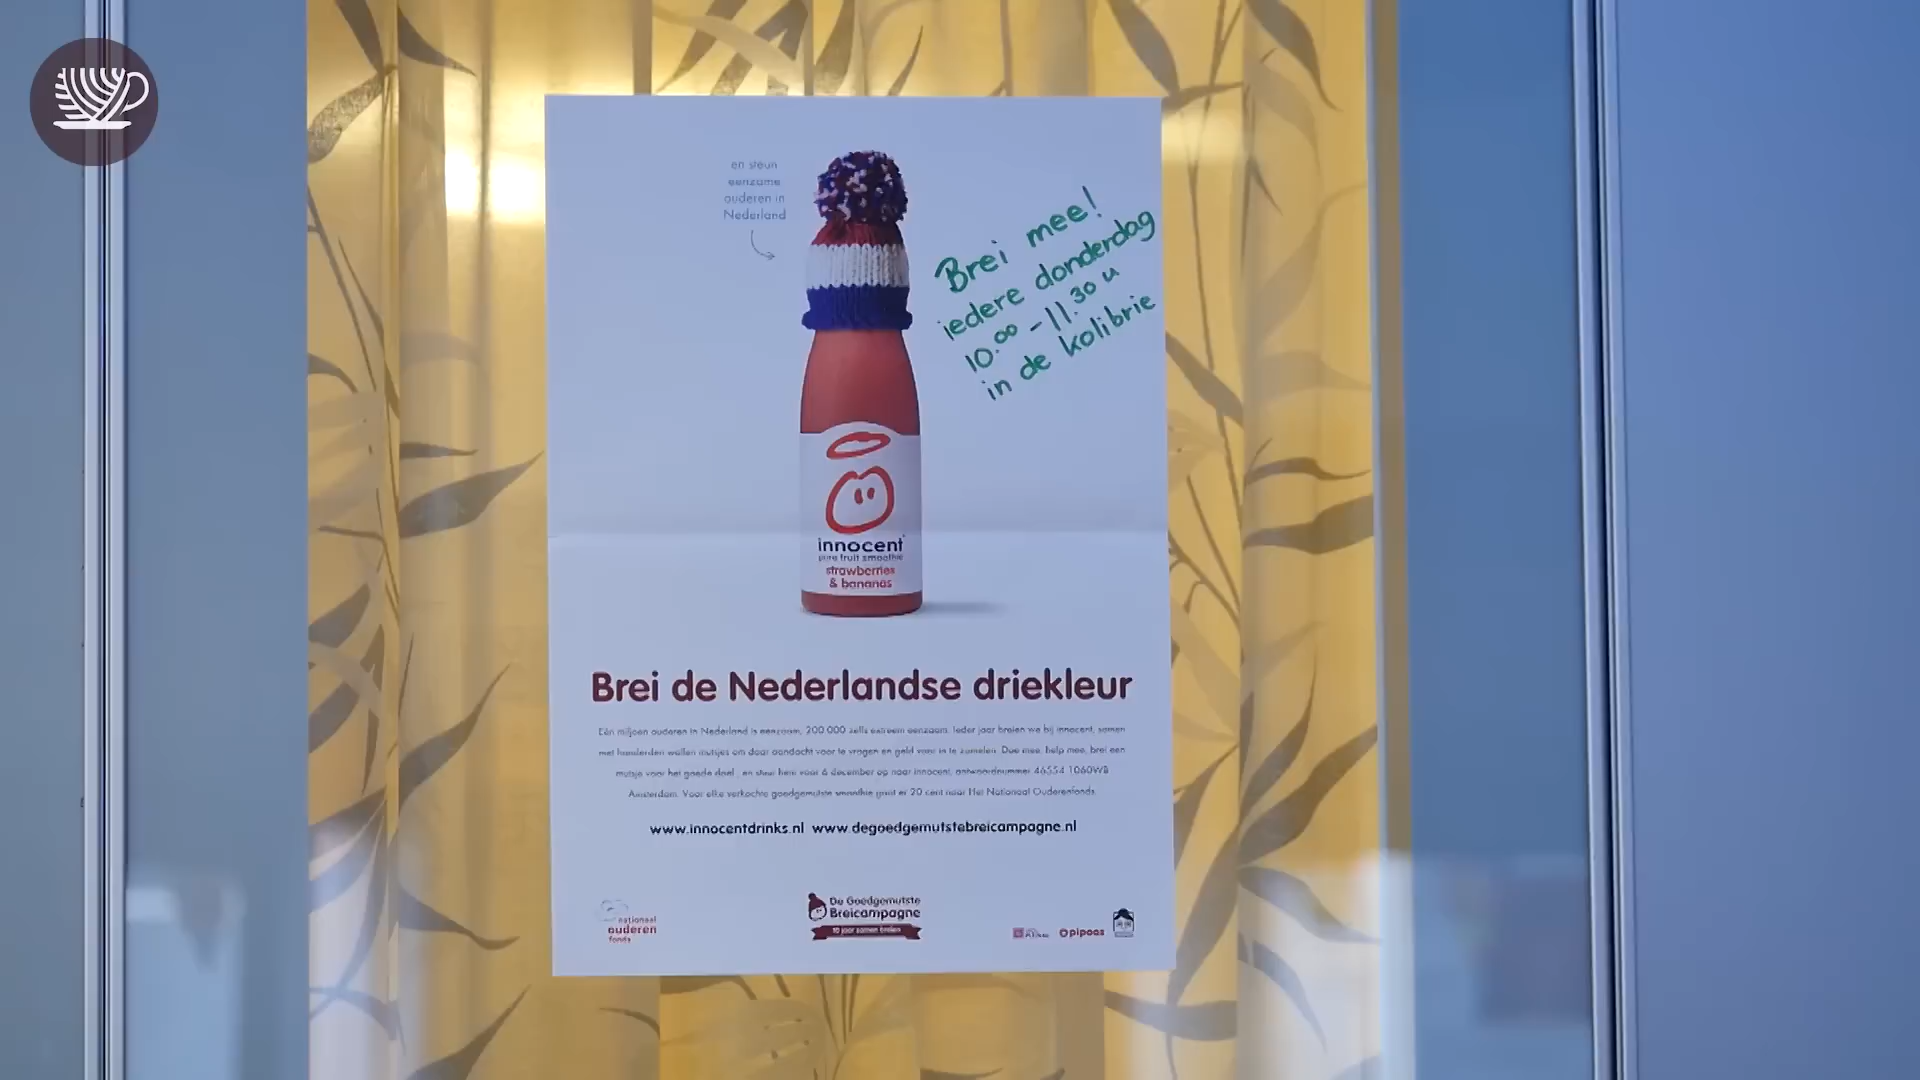 en steun
eenzame
ouderen in
Nederland
Brei mee!
iedere donderdag
10.00 - 11.30 u
in de kolibrie
innocent
pure fruit smoothie
strawberries
& bananas
Brei de Nederlandse driekleur
Eén miljoen ouderen in Nederland is eenzaam, 200.000 zelfs extreem eenzaam. Ieder jaar breien we bij innocent, samen
met honderden wollen mutsjes om daar aandacht voor te vragen en geld voor in te zamelen. Doe mee, help mee, brei een
mutsje voor het goede doel, en stuur hem voor 6 december op naar innocent, antwoordnummer 46554 1060WB
Amsterdam. Voor elke verkochte goedgemutste smoothie gaat er 20 cent naar Het Nationaal Ouderenfonds.
www.innocentdrinks.nl www.degoedgemutstebreicampagne.nl
nationaal
ouderen
fonds
De Goedgemutste
Breicampagne
10 jaar samen breien
pipoos